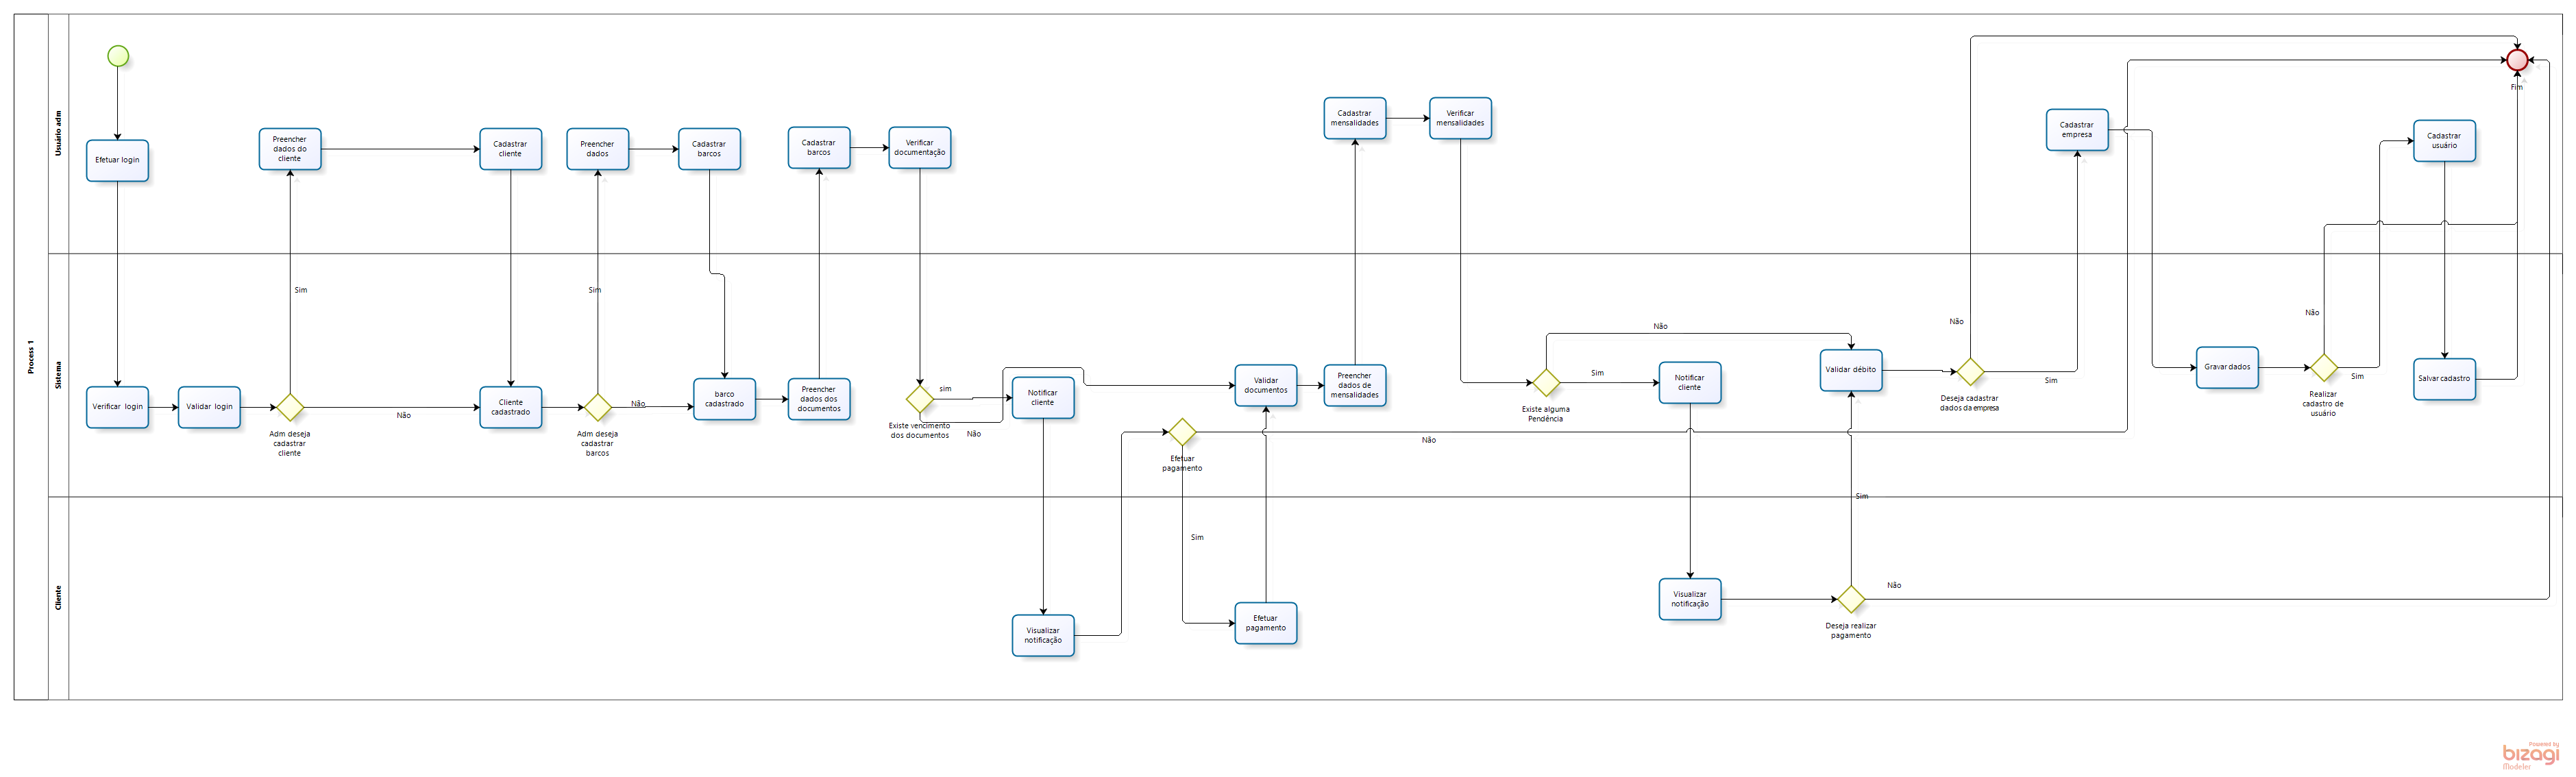 Process 1
Usuário adm
Efetuar login
Preencher
dados do
cliente
Cadastrar
cliente
Preencher
dados
Cadastrar
barcos
Cadastrar
barcos
Verificar
documentação
Cadastrar
mensalidades
Verificar
mensalidades
Cadastrar
empresa
Cadastrar
usuário
Fim
Sistema
Verificar login
Validar login
Sim
Adm deseja
cadastrar
cliente
Não
Cliente
cadastrado
Sim
Adm deseja
cadastrar
barcos
Não
barco
cadastrado
Preencher
dados dos
documentos
sim
Existe vencimento
dos documentos
Não
Notificar
cliente
Efetuar
pagamento
Não
Validar
documentos
Preencher
dados de
mensalidades
Existe alguma
Pendência
Não
Sim
Notificar
cliente
Validar débito
Não
Deseja cadastrar
dados da empresa
Sim
Gravar dados
Não
Realizar
cadastro de
usuário
Sim
Salvar cadastro
Cliente
Visualizar
notificação
Sim
Efetuar
pagamento
Visualizar
notificação
Sim
Deseja realizar
pagamento
Não
Powered by
bizagi
Modeler